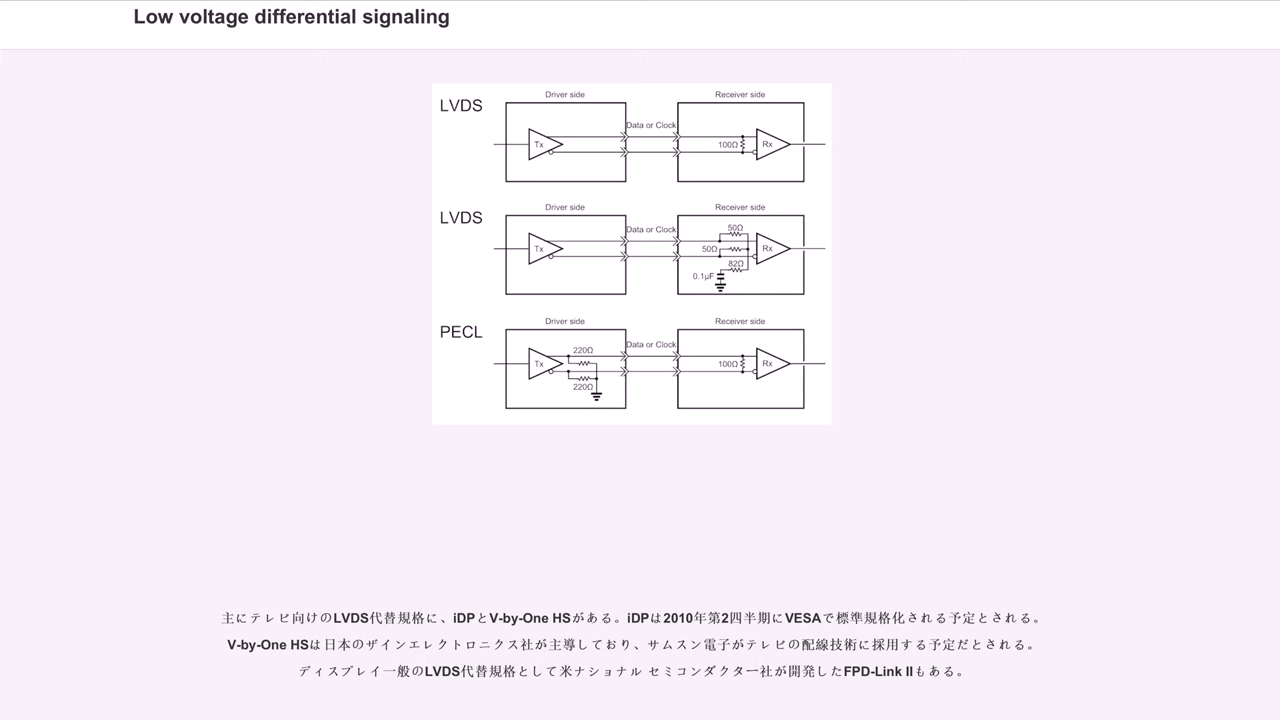 Low voltage differential signaling
LVDS
Driver side
Receiver side
Data or Clock
Tx
100Ω
Rx
LVDS
Driver side
Receiver side
Data or Clock
Tx
50Ω
50Ω
82Ω
0.1μF
Rx
PECL
Driver side
Receiver side
Data or Clock
Tx
220Ω
220Ω
100Ω
Rx
主にテレビ向けのLVDS代替規格に、iDPとV-by-One HSがある。iDPは2010年第2四半期にVESAで標準規格化される予定とされる。
V-by-One HSは日本のザインエレクトロニクス社が主導しており、サムスン電子がテレビの配線技術に採用する予定だとされる。
ディスプレイ一般のLVDS代替規格として米ナショナル セミコンダクター社が開発したFPD-Link IIもある。